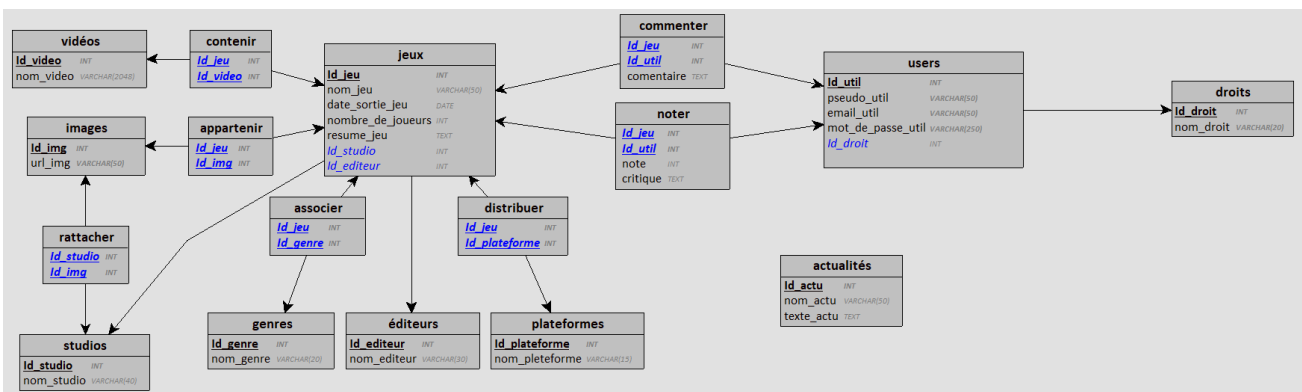 vidéos
Id_video INT
nom_video VARCHAR(2048)
contenir
Id_jeu INT
Id_video INT
jeux
Id_jeu INT
nom_jeu VARCHAR(50)
date_sortie_jeu DATE
nombre_de_joueurs INT
resume_jeu TEXT
Id_studio INT
Id_editeur INT
commenter
Id_jeu INT
Id_util INT
comentaire TEXT
users
Id_util INT
pseudo_util VARCHAR(50)
email_util VARCHAR(50)
mot_de_passe_util VARCHAR(250)
Id_droit INT
droits
Id_droit INT
nom_droit VARCHAR(20)
images
Id_img INT
url_img VARCHAR(50)
appartenir
Id_jeu INT
Id_img INT
noter
Id_jeu INT
Id_util INT
note INT
critique TEXT
rattacher
Id_studio INT
Id_img INT
associer
Id_jeu INT
Id_genre INT
distribuer
Id_jeu INT
Id_plateforme INT
actualités
Id_actu INT
nom_actu VARCHAR(50)
texte_actu TEXT
studios
Id_studio INT
nom_studio VARCHAR(40)
genres
Id_genre INT
nom_genre VARCHAR(20)
éditeurs
Id_editeur INT
nom_editeur VARCHAR(30)
plateformes
Id_plateforme INT
nom_pleteforme VARCHAR(15)